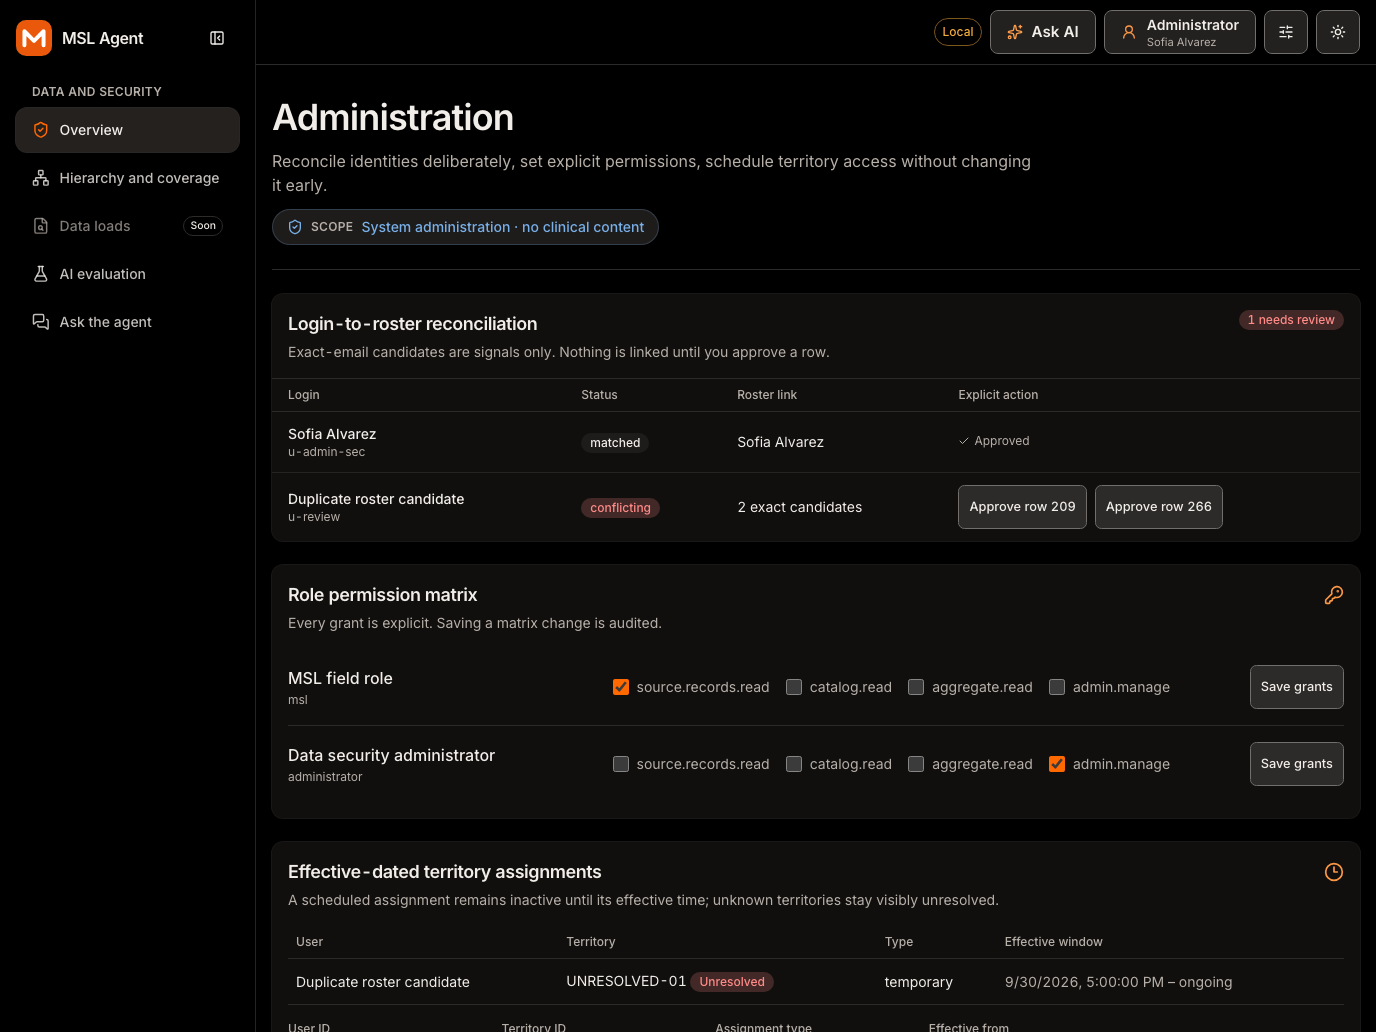 MSL Agent
DATA AND SECURITY
Overview
Hierarchy and coverage
Data loads
Soon
AI evaluation
Ask the agent
Local
Ask AI
Administrator
Sofia Alvarez
Administration
Reconcile identities deliberately, set explicit permissions, schedule territory access without changing
it early.
SCOPE System administration · no clinical content
Login-to-roster reconciliation
1 needs review
Exact-email candidates are signals only. Nothing is linked until you approve a row.
Login Status Roster link Explicit action
Sofia Alvarez
u-admin-sec
matched
Sofia Alvarez
Approved
Duplicate roster candidate
u-review
conflicting
2 exact candidates
Approve row 209
Approve row 266
Role permission matrix
Every grant is explicit. Saving a matrix change is audited.
MSL field role
msl
source.records.read catalog.read aggregate.read admin.manage
Save grants
Data security administrator
administrator
source.records.read catalog.read aggregate.read admin.manage
Save grants
Effective-dated territory assignments
A scheduled assignment remains inactive until its effective time; unknown territories stay visibly unresolved.
User Territory Type Effective window
Duplicate roster candidate UNRESOLVED-01 Unresolved temporary 9/30/2026, 5:00:00 PM – ongoing
User ID Territory ID Assignment type Effective from